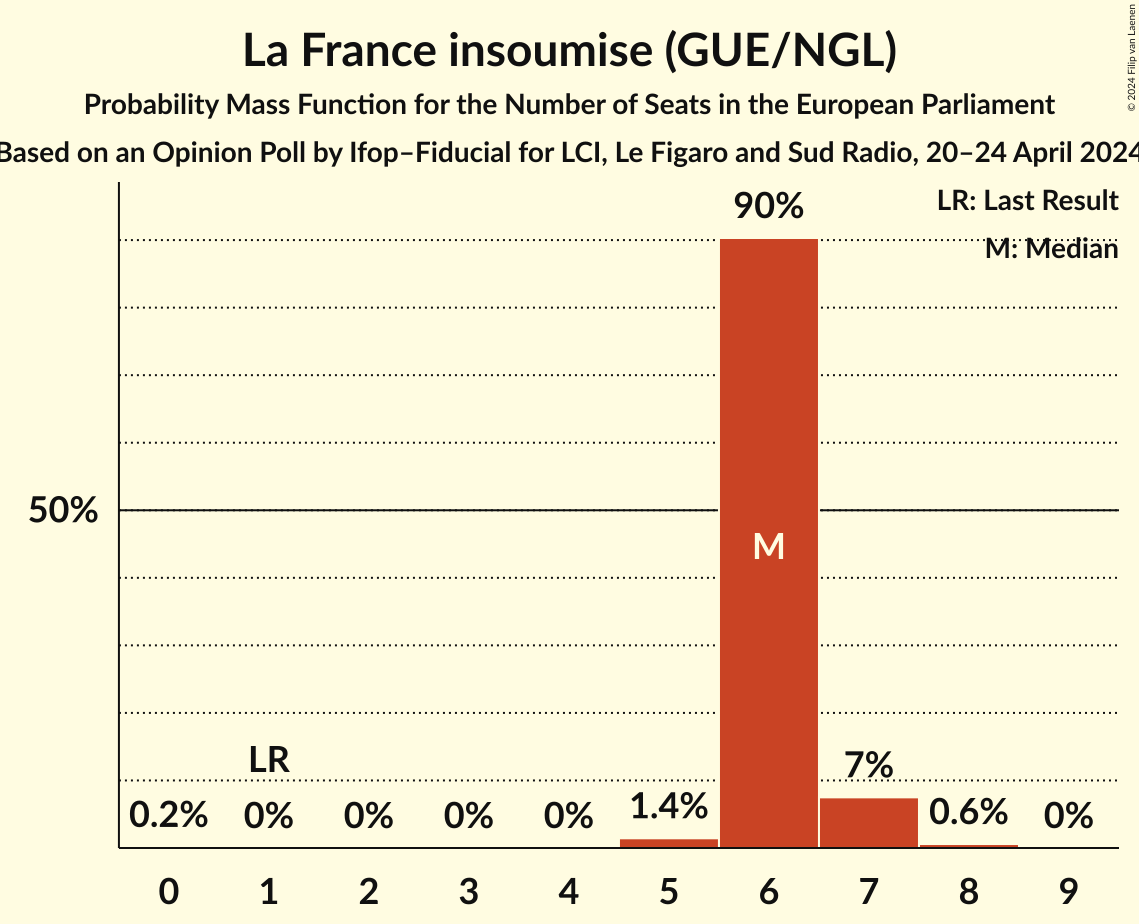 La France insoumise (GUE/NGL)
Probability Mass Function for the Number of Seats in the European Parliament
Based on an Opinion Poll by Ifop–Fiducial for LCI, Le Figaro and Sud Radio, 20–24 April 2024
© 2024 Filip van Laenen
LR: Last Result
M: Median
90%
50%
M
LR
0.2% 0% 0% 0% 0% 1.4% 7% 0.6% 0%
0 1 2 3 4 5 6 7 8 9